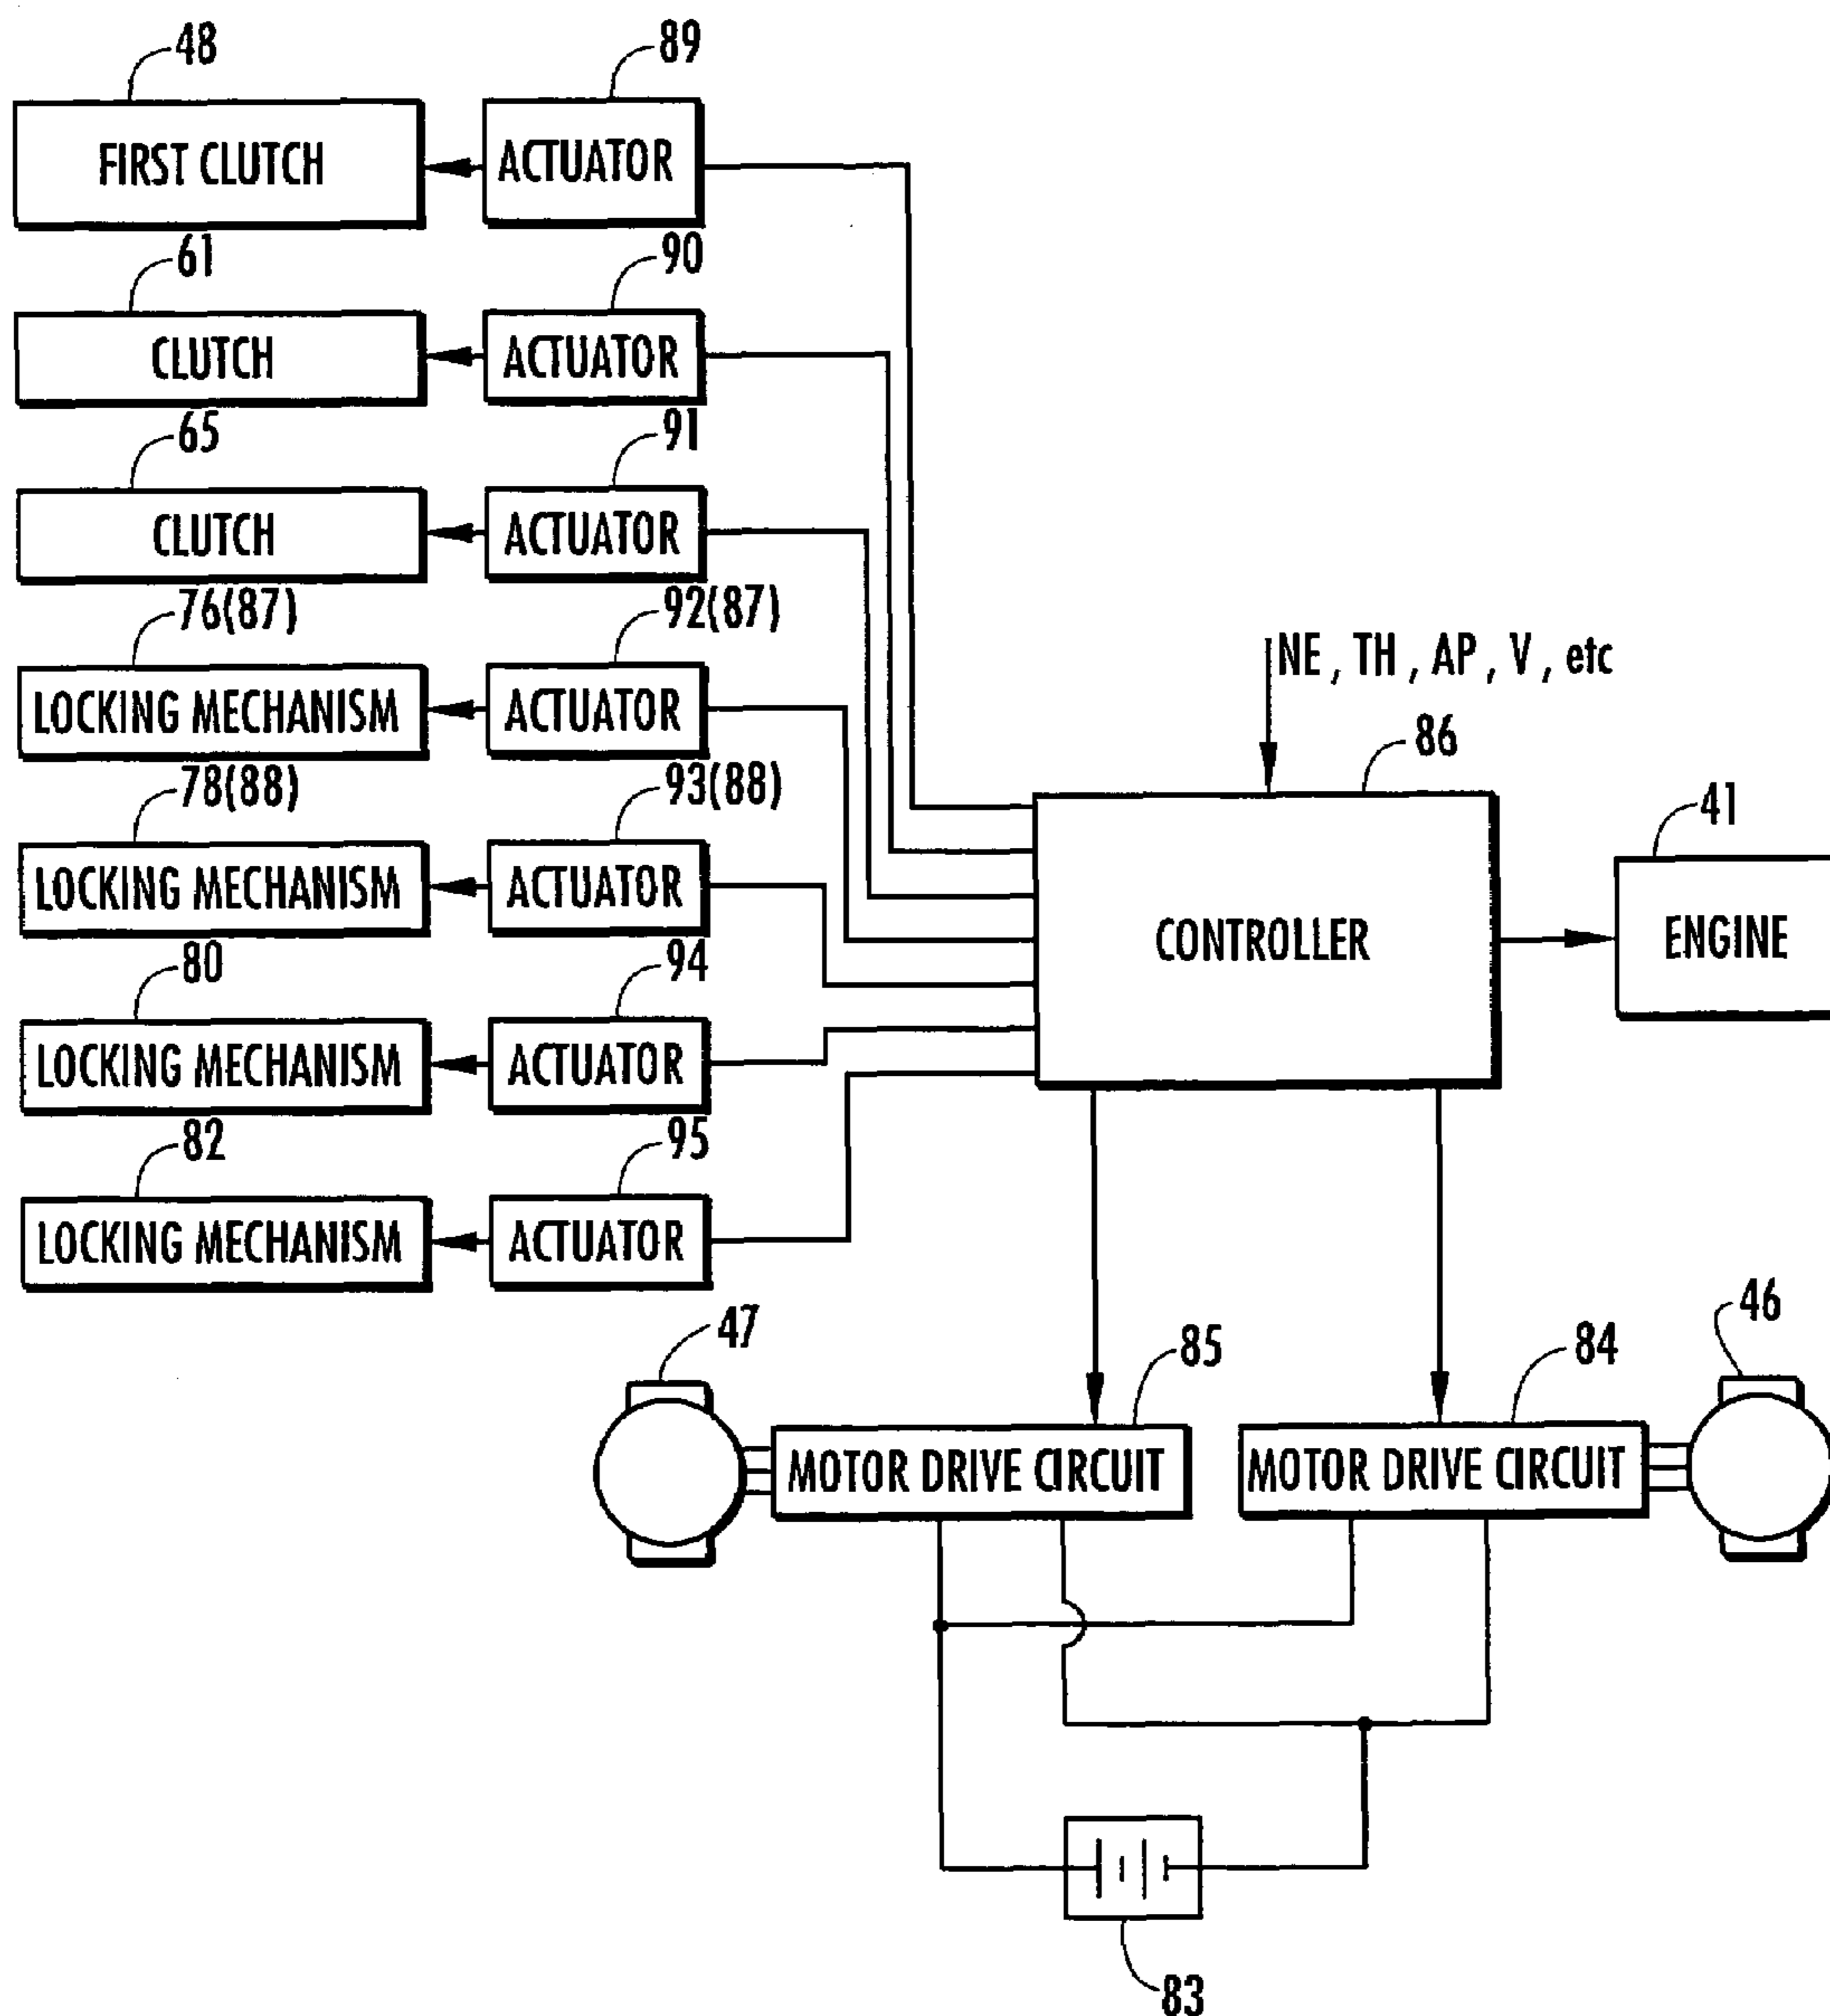 48
89
FIRST CLUTCH
ACTUATOR
61
90
CLUTCH
ACTUATOR
65
91
CLUTCH
ACTUATOR
76(87)
92(87)
LOCKING MECHANISM
ACTUATOR
NE , TH , AP , V , etc
78(88)
93(88)
86
LOCKING MECHANISM
ACTUATOR
41
CONTROLLER
ENGINE
80
94
LOCKING MECHANISM
ACTUATOR
82
95
LOCKING MECHANISM
ACTUATOR
47
85
84
46
MOTOR DRIVE CIRCUIT
MOTOR DRIVE CIRCUIT
83